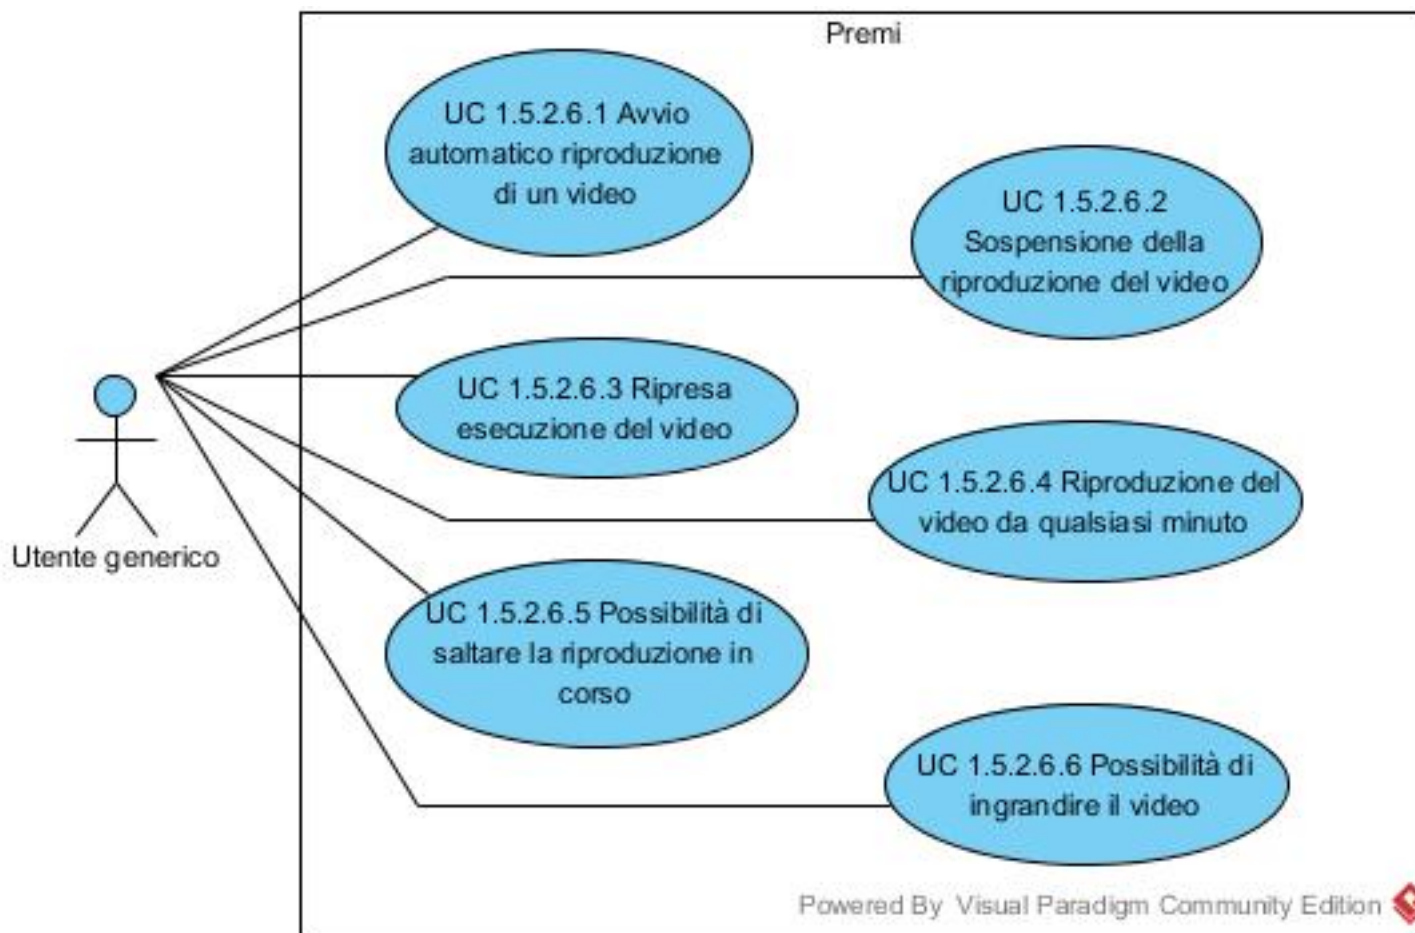 Premi
UC 1.5.2.6.1 Avvio
automatico riproduzione
di un video
UC 1.5.2.6.2
Sospensione della
riproduzione del video
UC 1.5.2.6.3 Ripresa
esecuzione del video
UC 1.5.2.6.4 Riproduzione del
video da qualsiasi minuto
Utente generico
UC 1.5.2.6.5 Possibilità di
saltare la riproduzione in
corso
UC 1.5.2.6.6 Possibilità di
ingrandire il video
Powered By Visual Paradigm Community Edition